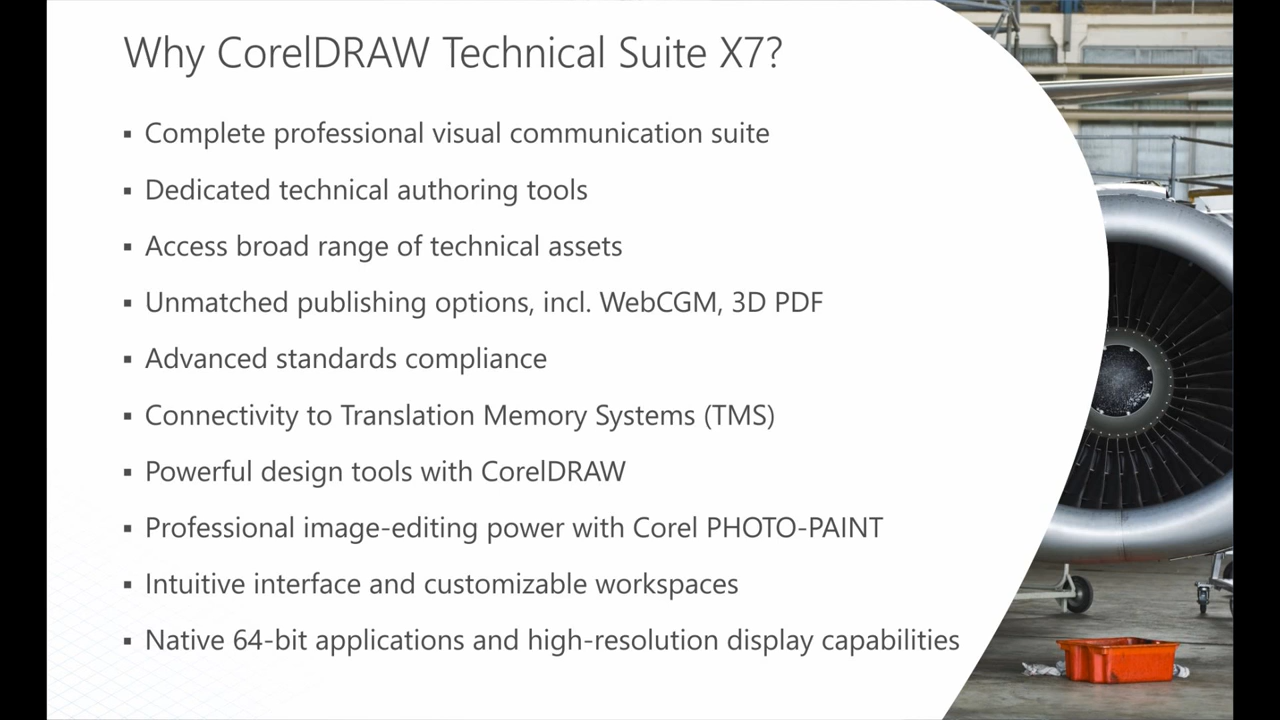 Why CorelDRAW Technical Suite X7?
▪ Complete professional visual communication suite
▪ Dedicated technical authoring tools
▪ Access broad range of technical assets
▪ Unmatched publishing options, incl. WebCGM, 3D PDF
▪ Advanced standards compliance
▪ Connectivity to Translation Memory Systems (TMS)
▪ Powerful design tools with CorelDRAW
▪ Professional image-editing power with Corel PHOTO-PAINT
▪ Intuitive interface and customizable workspaces
▪ Native 64-bit applications and high-resolution display capabilities